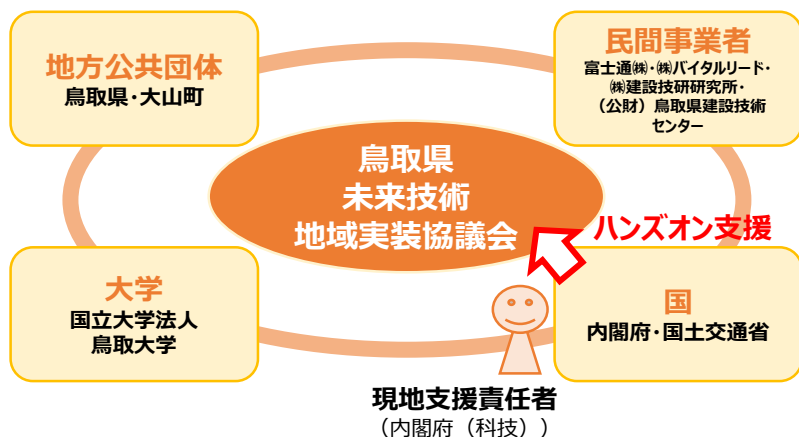 地方公共団体
鳥取県・大山町
民間事業者
富士通㈱・㈱バイタルリード・
㈱建設技研研究所・
（公財）鳥取県建設技術
センター
鳥取県
未来技術
地域実装協議会
ハンズオン支援
大学
国立大学法人
鳥取大学
国
内閣府・国土交通省
現地支援責任者
（内閣府（科技））